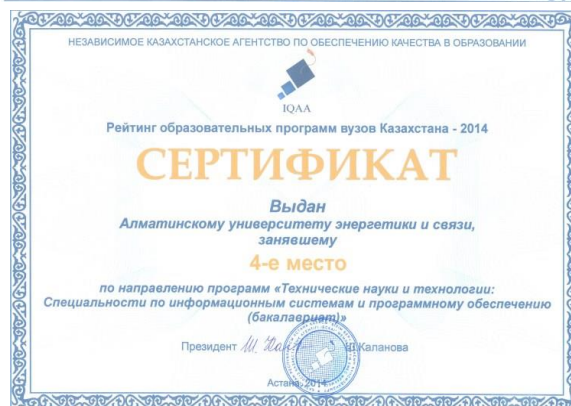 НЕЗАВИСИМОЕ КАЗАХСТАНСКОЕ АГЕНТСТВО ПО ОБЕСПЕЧЕНИЮ КАЧЕСТВА В ОБРАЗОВАНИИ
IQAA
Рейтинг образовательных программ вузов Казахстана - 2014
СЕРТИФИКАТ
Выдан
Алматинскому университету энергетики и связи,
занявшему
4-е место
по направлению программ «Технические науки и технологии:
Специальности по информационным системам и программному обеспечению
(бакалавриат)»
Президент Ш.Каланова
Астана, 2014